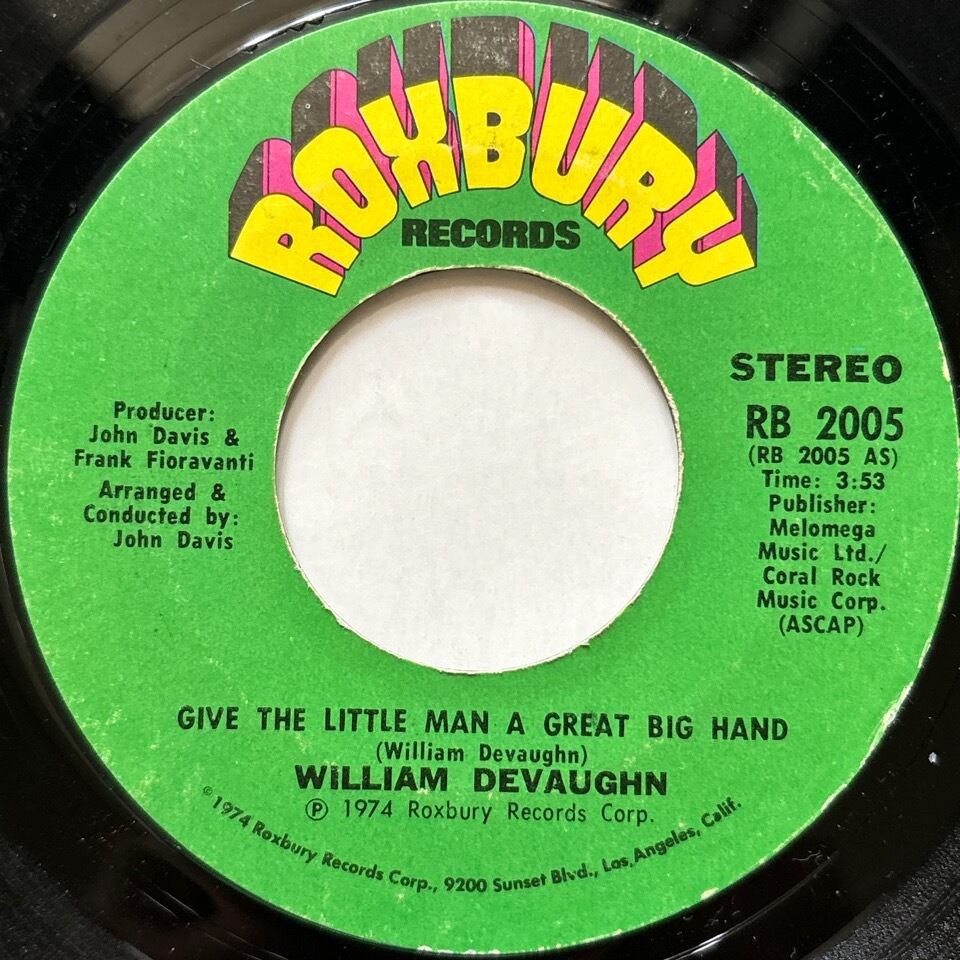 ROXBURY
RECORDS
STEREO
RB 2005
(RB 2005 AS)
Time: 3:53
Publisher:
Melomega
Music Ltd./
Coral Rock
Music Corp.
(ASCAP)
Producer:
John Davis &
Frank Fioravanti
Arranged &
Conducted by:
John Davis
GIVE THE LITTLE MAN A GREAT BIG HAND
(William Devaughn)
WILLIAM DEVAUGHN
℗ 1974 Roxbury Records Corp.
©1974 Roxbury Records Corp., 9200 Sunset Blvd., Los Angeles, Calif.